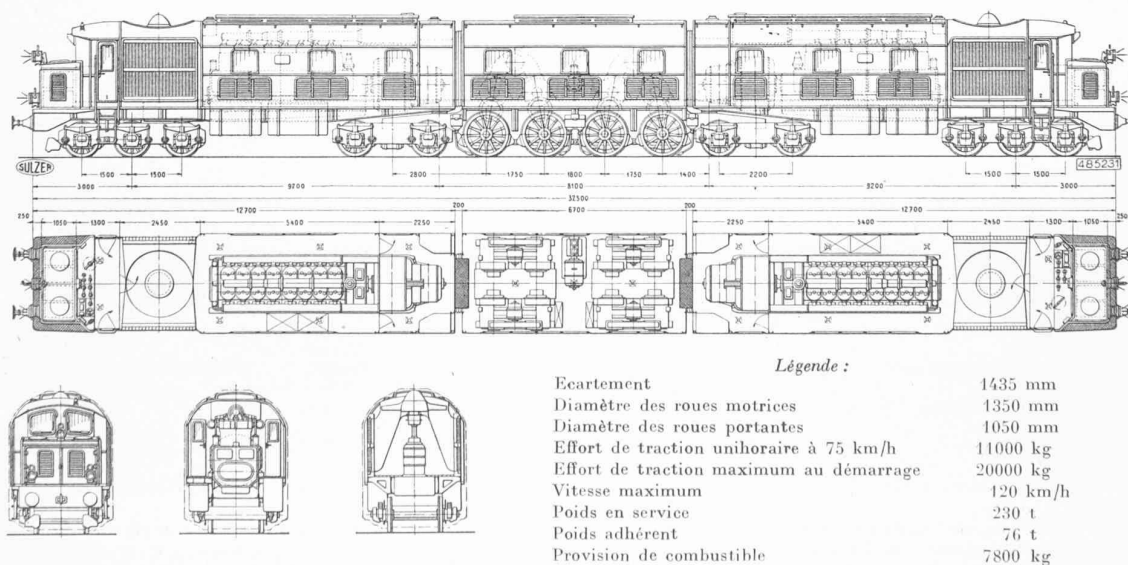 SULZER
485231
1500 1500 2800 1750 1800 1750 1400 2200 1500 1500
3000 9700 8100 9200 3000
32500
12700 200 6700 200 12700
250 1050 1300 2450 5400 2250 2250 5400 2450 1300 1050 250
Légende :
Ecartement 1435 mm
Diamètre des roues motrices 1350 mm
Diamètre des roues portantes 1050 mm
Effort de traction unihoraire à 75 km/h 11000 kg
Effort de traction maximum au démarrage 20000 kg
Vitesse maximum 120 km/h
Poids en service 230 t
Poids adhérent 76 t
Provision de combustible 7800 kg